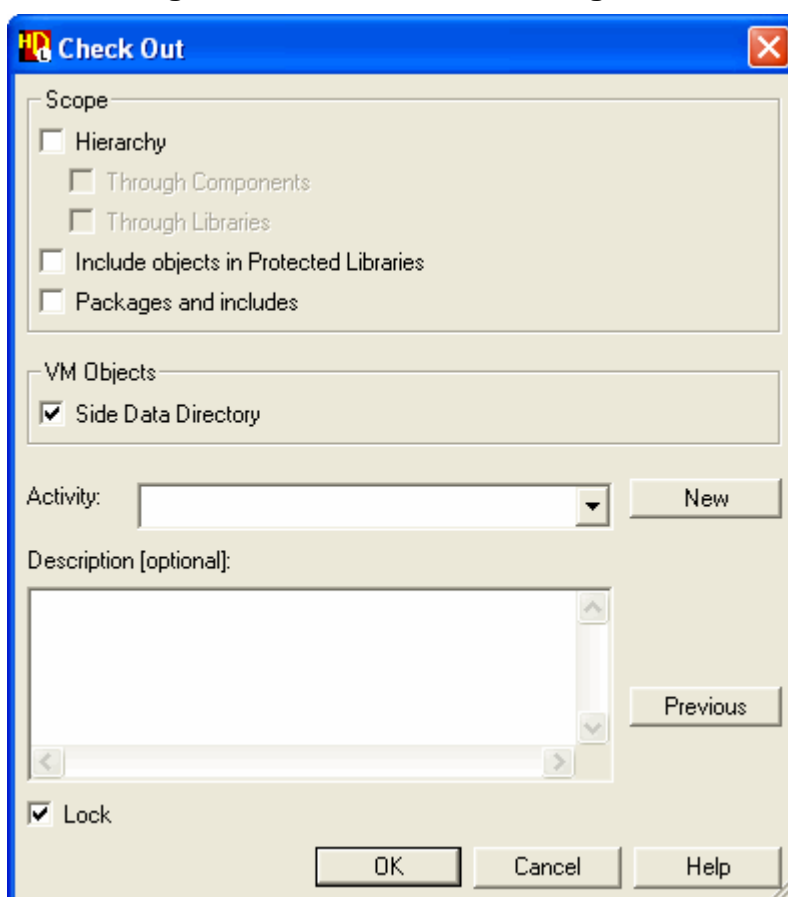 Check Out
Scope
Hierarchy
Through Components
Through Libraries
Include objects in Protected Libraries
Packages and includes
VM Objects
Side Data Directory
Activity:
New
Description [optional]:
Previous
Lock
OK Cancel Help